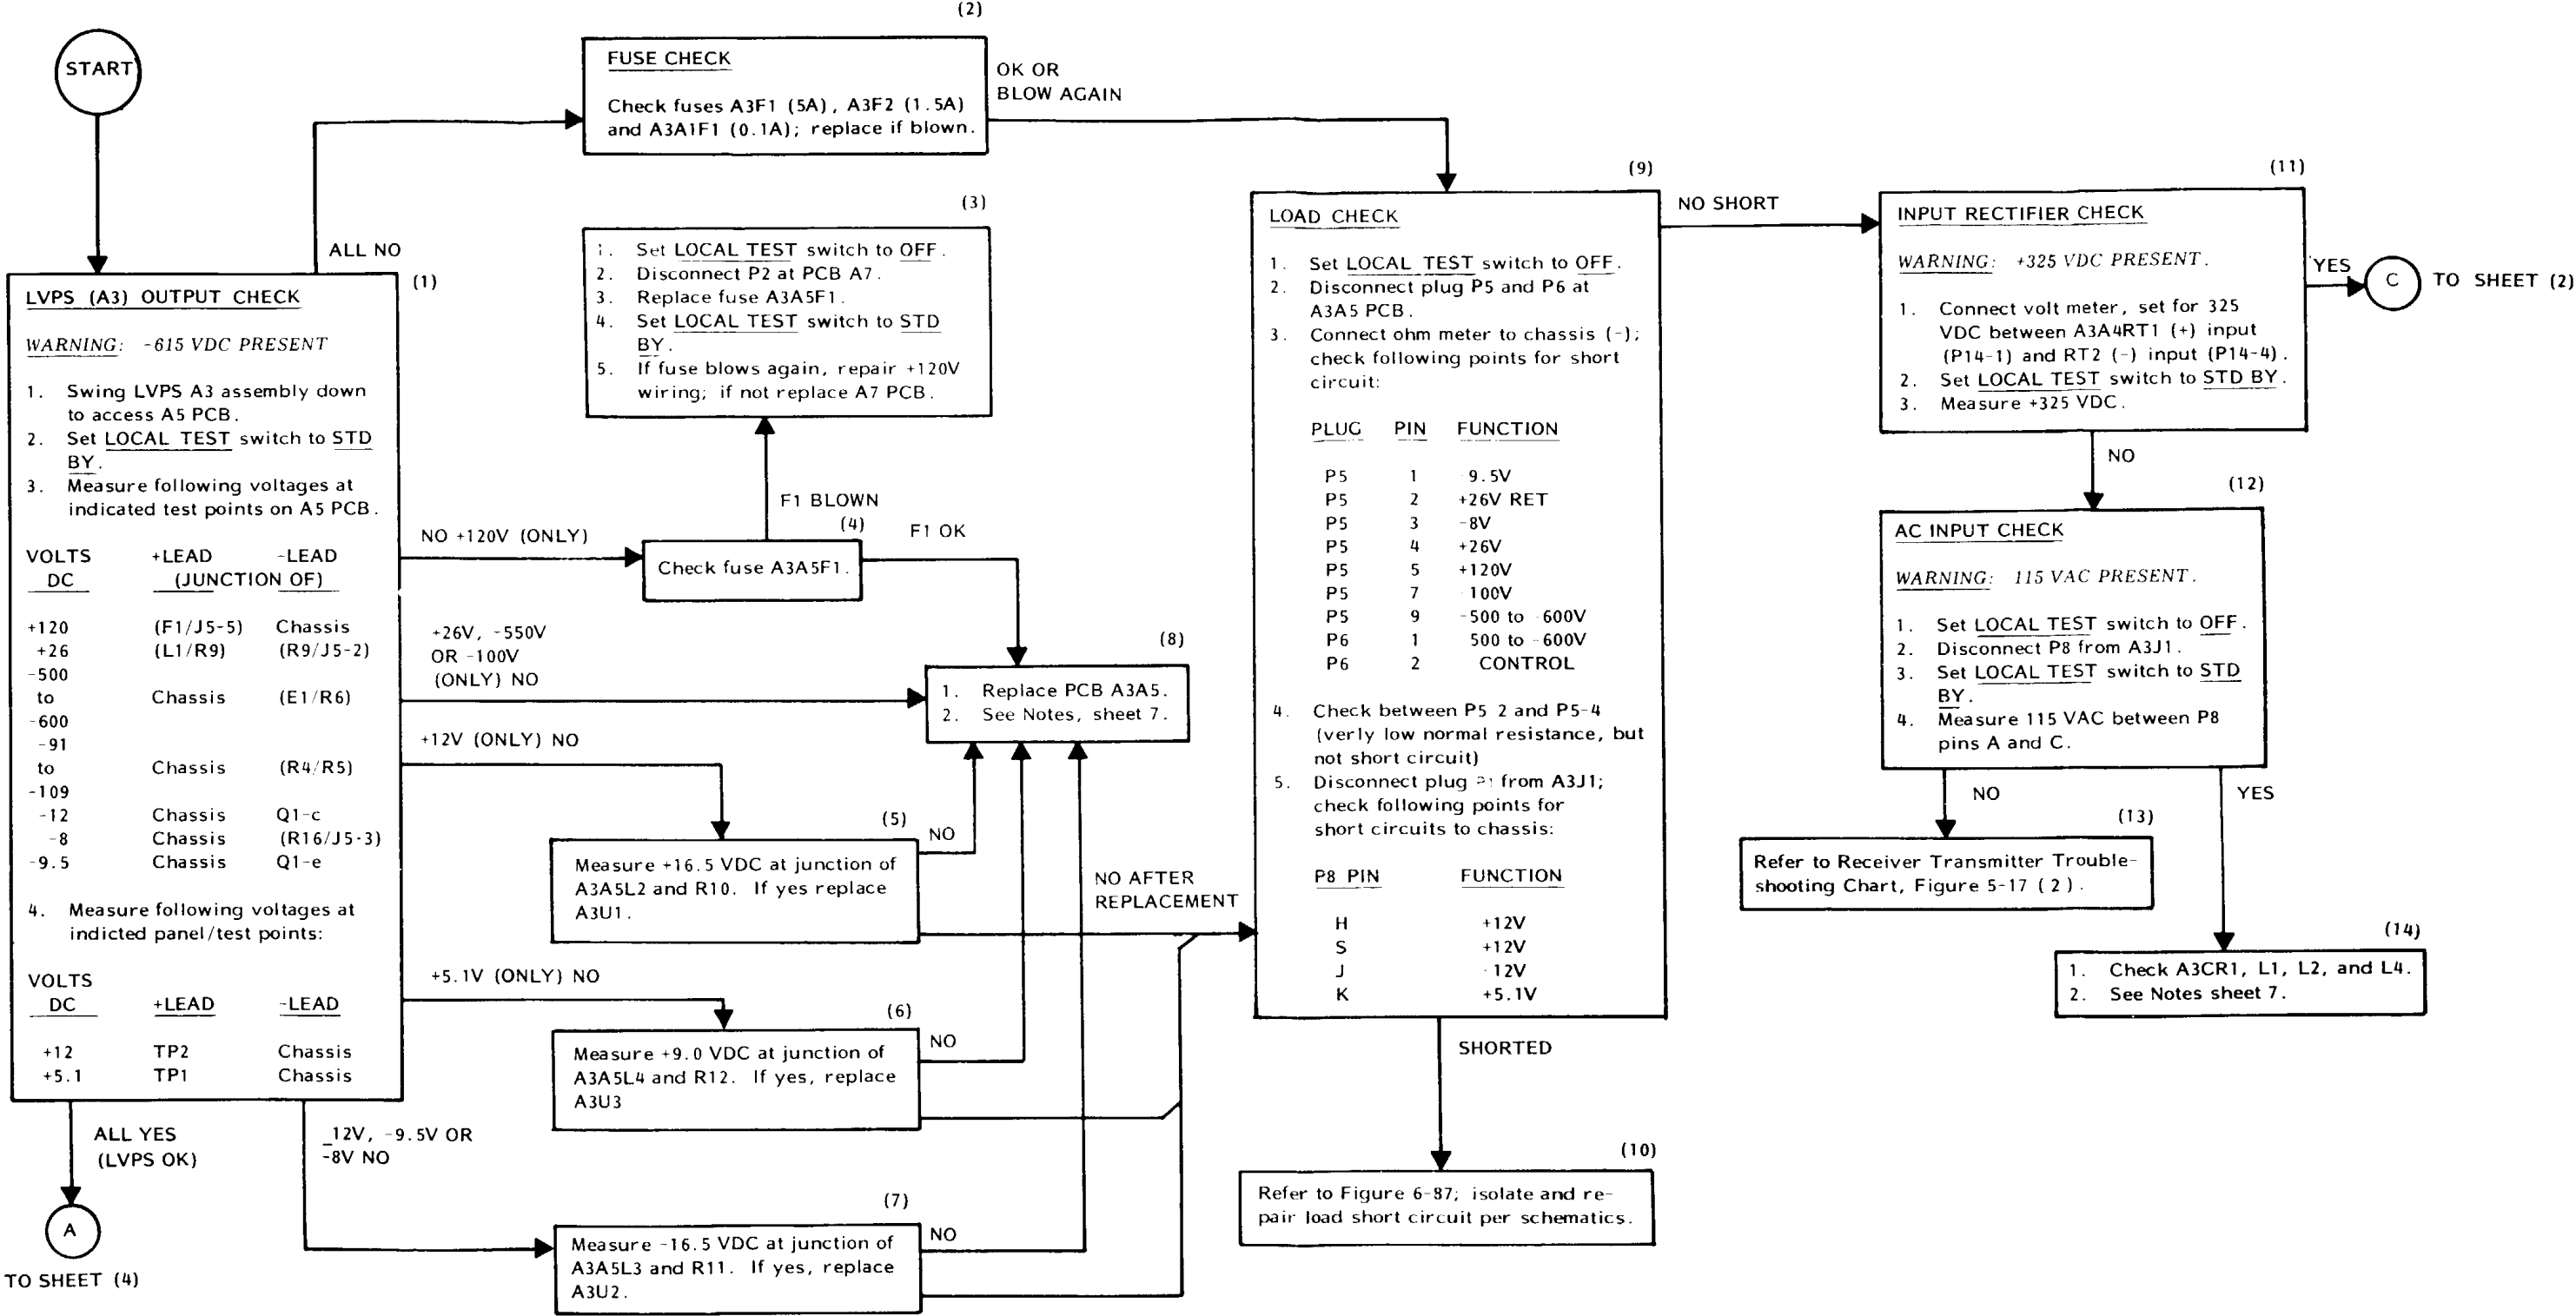 START
(1)
LVPS (A3) OUTPUT CHECK
WARNING: -615 VDC PRESENT
1. Swing LVPS A3 assembly down
to access A5 PCB.
2. Set LOCAL TEST switch to STD
BY.
3. Measure following voltages at
indicated test points on A5 PCB.
VOLTS +LEAD -LEAD
DC (JUNCTION OF)
+120 (F1/J5-5) Chassis
+26 (L1/R9) (R9/J5-2)
-500
to Chassis (E1/R6)
-600
-91
to Chassis (R4/R5)
-109
-12 Chassis Q1-c
-8 Chassis (R16/J5-3)
-9.5 Chassis Q1-e
4. Measure following voltages at
indicted panel/test points:
VOLTS
DC +LEAD -LEAD
+12 TP2 Chassis
+5.1 TP1 Chassis
ALL YES
(LVPS OK)
A
TO SHEET (4)
_12V, -9.5V OR
-8V NO
ALL NO
(2)
FUSE CHECK
Check fuses A3F1 (5A), A3F2 (1.5A)
and A3A1F1 (0.1A); replace if blown.
OK OR
BLOW AGAIN
(3)
1. Set LOCAL TEST switch to OFF.
2. Disconnect P2 at PCB A7.
3. Replace fuse A3A5F1.
4. Set LOCAL TEST switch to STD
BY.
5. If fuse blows again, repair +120V
wiring; if not replace A7 PCB.
F1 BLOWN
NO +120V (ONLY)
(4)
Check fuse A3A5F1.
F1 OK
+26V, -550V
OR -100V
(ONLY) NO
(8)
1. Replace PCB A3A5.
2. See Notes, sheet 7.
+12V (ONLY) NO
(5)
Measure +16.5 VDC at junction of
A3A5L2 and R10. If yes replace
A3U1.
NO
NO AFTER
REPLACEMENT
+5.1V (ONLY) NO
(6)
Measure +9.0 VDC at junction of
A3A5L4 and R12. If yes, replace
A3U3
NO
(7)
Measure -16.5 VDC at junction of
A3A5L3 and R11. If yes, replace
A3U2.
NO
(9)
LOAD CHECK
1. Set LOCAL TEST switch to OFF.
2. Disconnect plug P5 and P6 at
A3A5 PCB.
3. Connect ohm meter to chassis (-);
check following points for short
circuit:
PLUG PIN FUNCTION
P5 1 9.5V
P5 2 +26V RET
P5 3 -8V
P5 4 +26V
P5 5 +120V
P5 7 100V
P5 9 -500 to -600V
P6 1 500 to -600V
P6 2 CONTROL
4. Check between P5 2 and P5-4
(verly low normal resistance, but
not short circuit)
5. Disconnect plug from A3J1;
check following points for
short circuits to chassis:
P8 PIN FUNCTION
H +12V
S +12V
J -12V
K +5.1V
SHORTED
(10)
Refer to Figure 6-87; isolate and re-
pair load short circuit per schematics.
NO SHORT
(11)
INPUT RECTIFIER CHECK
WARNING: +325 VDC PRESENT.
1. Connect volt meter, set for 325
VDC between A3A4RT1 (+) input
(P14-1) and RT2 (-) input (P14-4).
2. Set LOCAL TEST switch to STD BY.
3. Measure +325 VDC.
YES
C
TO SHEET (2)
NO
(12)
AC INPUT CHECK
WARNING: 115 VAC PRESENT.
1. Set LOCAL TEST switch to OFF.
2. Disconnect P8 from A3J1.
3. Set LOCAL TEST switch to STD
BY.
4. Measure 115 VAC between P8
pins A and C.
NO
YES
(13)
Refer to Receiver Transmitter Trouble-
shooting Chart, Figure 5-17 (2).
(14)
1. Check A3CR1, L1, L2, and L4.
2. See Notes sheet 7.